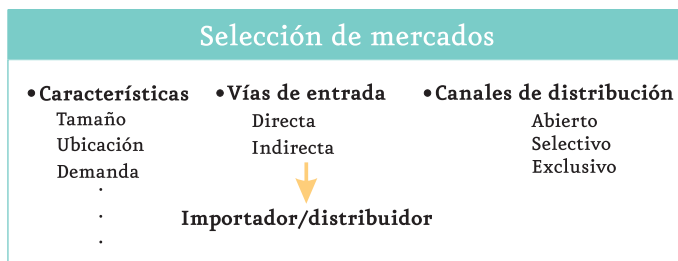 Selección de mercados
•Características
Tamaño
Ubicación
Demanda
.
.
.
•Vías de entrada
Directa
Indirecta
Importador/distribuidor
•Canales de distribución
Abierto
Selectivo
Exclusivo